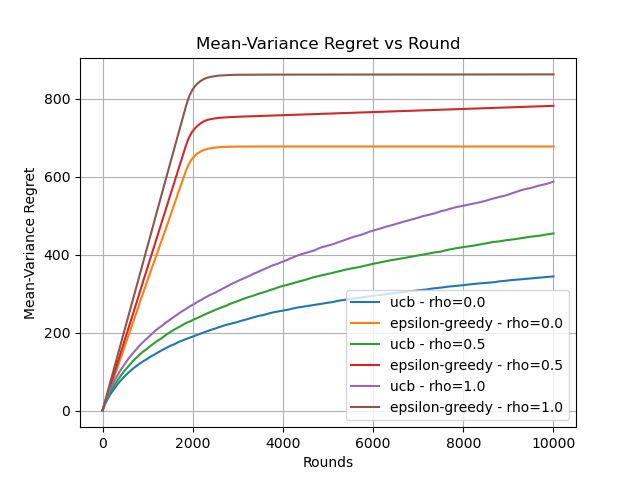 Mean-Variance Regret vs Round
Mean-Variance Regret
800
600
400
200
0
0
2000
4000
6000
8000
10000
Rounds
ucb - rho=0.0
epsilon-greedy - rho=0.0
ucb - rho=0.5
epsilon-greedy - rho=0.5
ucb - rho=1.0
epsilon-greedy - rho=1.0